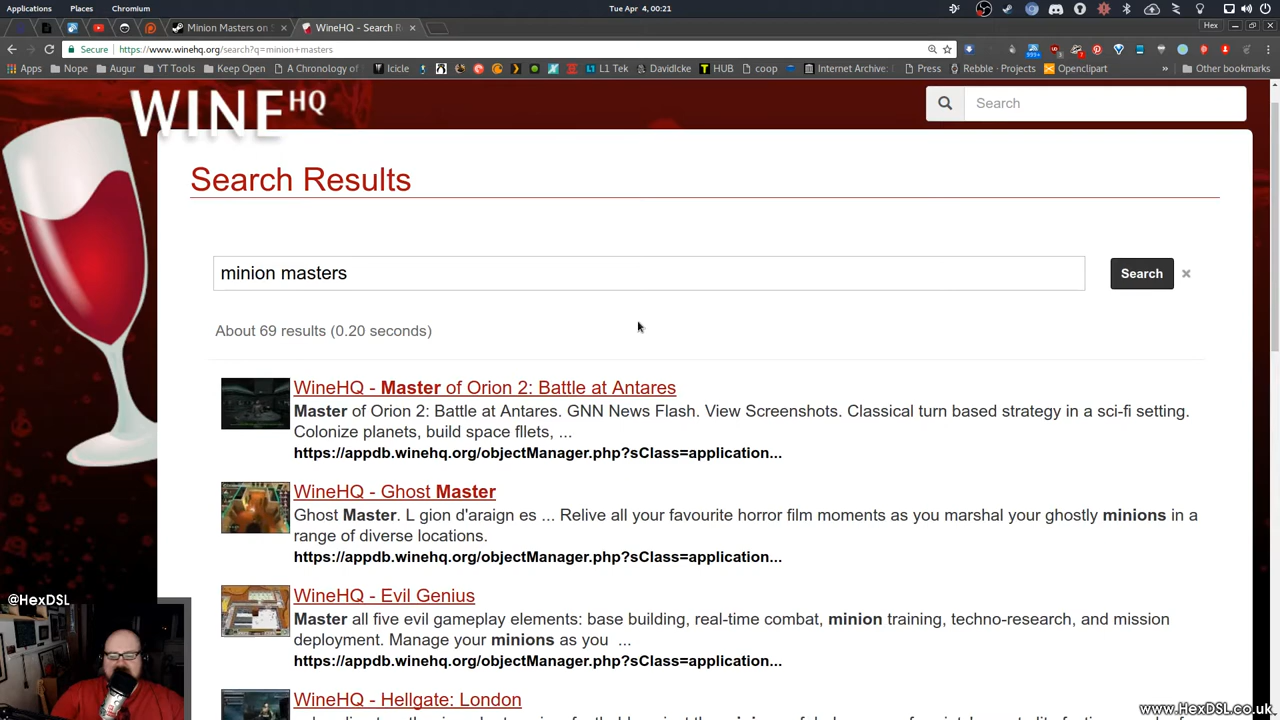 Applications Places Chromium Tue Apr 4, 00:21 Hex
Minion Masters on S × WineHQ - Search R ×
Secure https://www.winehq.org/search?q=minion+masters
Apps Nope Augur YT Tools Keep Open A Chronology of Icicle L1 Tek DavidIcke HUB coop Internet Archive: Press Rebble · Projects Openclipart » Other bookmarks
999+
WINE HQ
Search
Search Results
minion masters
Search ×
About 69 results (0.20 seconds)
WineHQ - Master of Orion 2: Battle at Antares
Master of Orion 2: Battle at Antares. GNN News Flash. View Screenshots. Classical turn based strategy in a sci-fi setting.
Colonize planets, build space fllets, ...
https://appdb.winehq.org/objectManager.php?sClass=application...
WineHQ - Ghost Master
Ghost Master. L gion d'araign es ... Relive all your favourite horror film moments as you marshal your ghostly minions in a
range of diverse locations.
https://appdb.winehq.org/objectManager.php?sClass=application...
WineHQ - Evil Genius
Master all five evil gameplay elements: base building, real-time combat, minion training, techno-research, and mission
deployment. Manage your minions as you ...
https://appdb.winehq.org/objectManager.php?sClass=application...
WineHQ - Hellgate: London
@HexDSL
www.HexDSL.co.uk